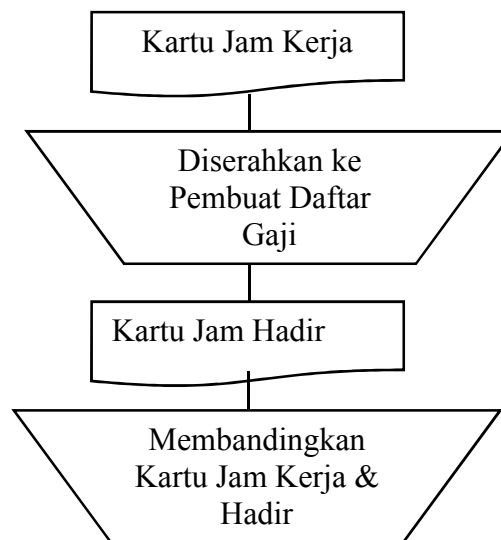 Kartu Jam Kerja
Diserahkan ke
Pembuat Daftar
Gaji
Kartu Jam Hadir
Membandingkan
Kartu Jam Kerja &
Hadir